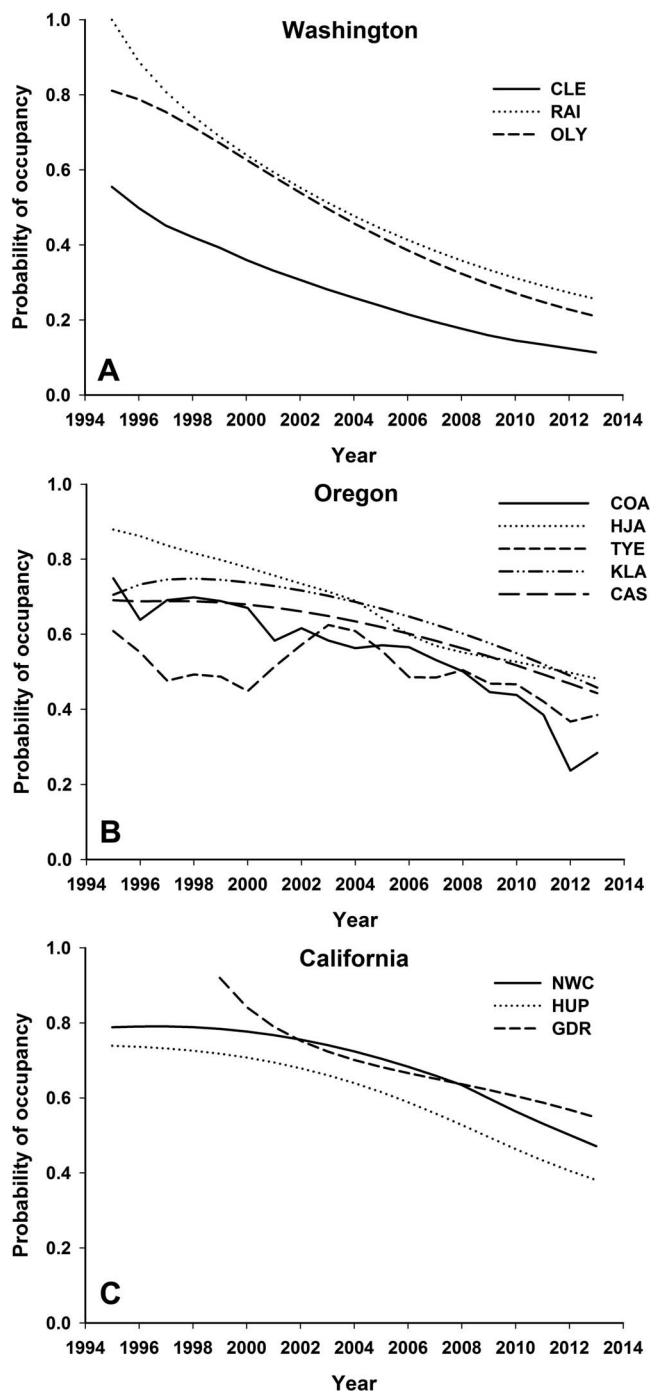 Washington
CLE
RAI
OLY
Probability of occupancy
1.0
0.8
0.6
0.4
0.2
0.0
A
1994 1996 1998 2000 2002 2004 2006 2008 2010 2012 2014
Year
Oregon
COA
HJA
TYE
KLA
CAS
Probability of occupancy
1.0
0.8
0.6
0.4
0.2
0.0
B
1994 1996 1998 2000 2002 2004 2006 2008 2010 2012 2014
Year
California
NWC
HUP
GDR
Probability of occupancy
1.0
0.8
0.6
0.4
0.2
0.0
C
1994 1996 1998 2000 2002 2004 2006 2008 2010 2012 2014
Year